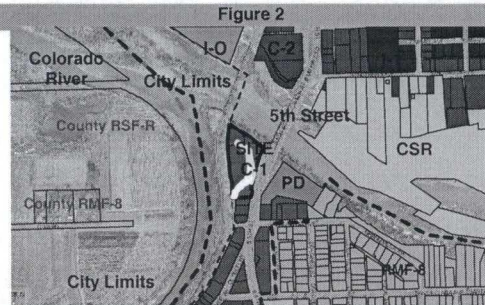 Figure 2
I-O
C-2
Colorado
River
City Limits
County RSF-R
5th Street
SITE
C-1
CSR
PD
County RMF-8
RMF-8
City Limits